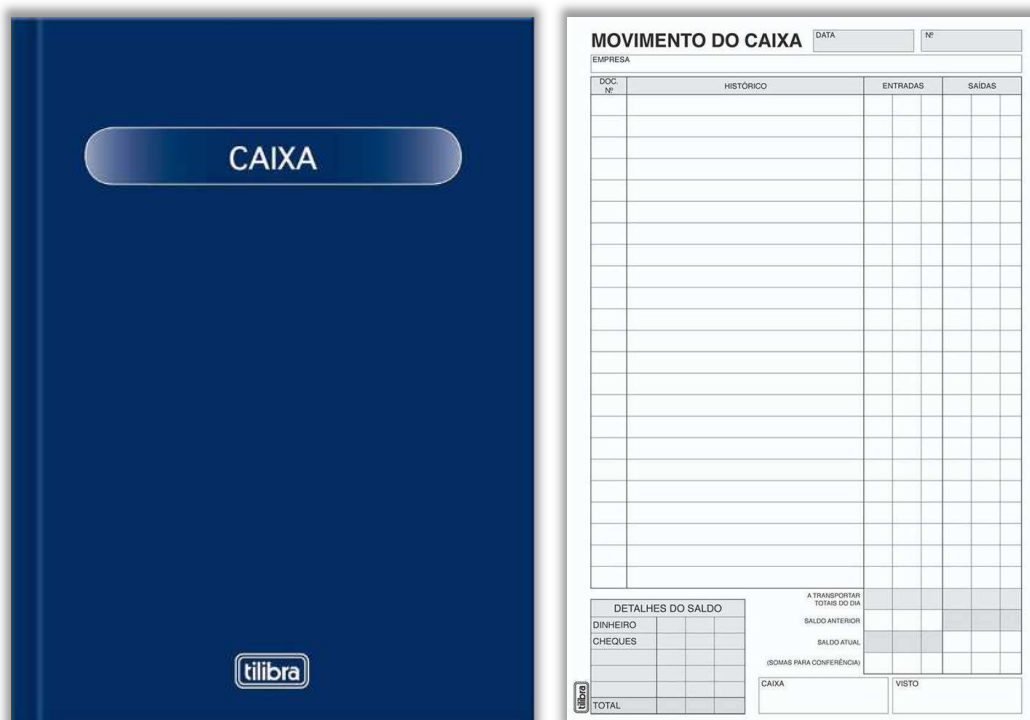 CAIXA
tilibra
MOVIMENTO DO CAIXA
DATA
Nº
EMPRESA
DOC. Nº
HISTÓRICO
ENTRADAS
SAÍDAS
A TRANSPORTAR
TOTAIS DO DIA
SALDO ANTERIOR
SALDO ATUAL
(SOMAS PARA CONFERÊNCIA)
DETALHES DO SALDO
DINHEIRO
CHEQUES
TOTAL
CAIXA
VISTO
tilibra